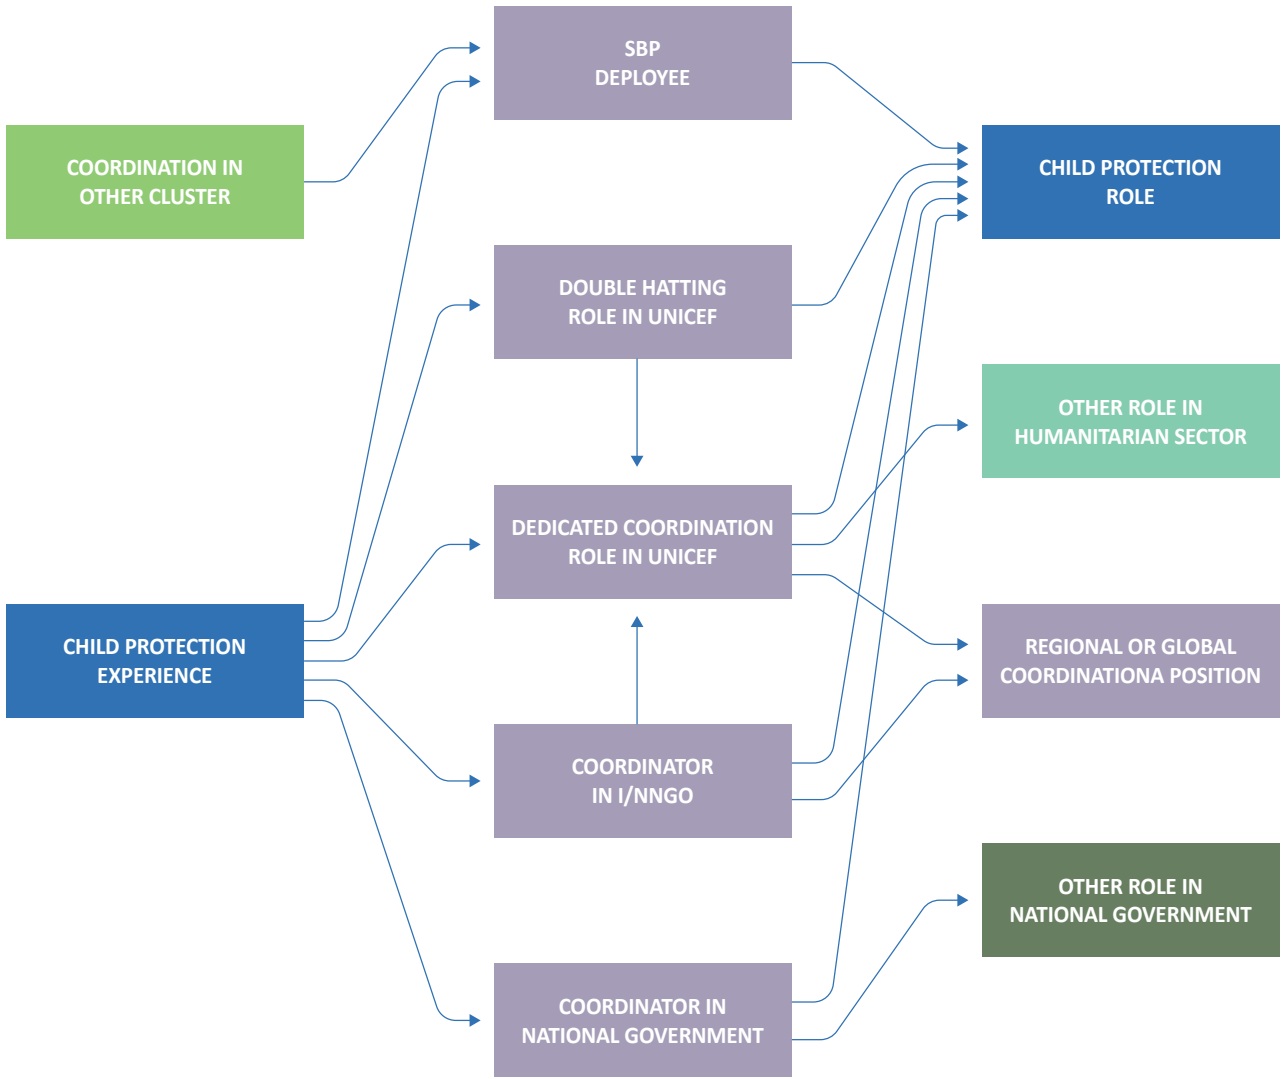 SBP
DEPLOYEE
COORDINATION IN
OTHER CLUSTER
CHILD PROTECTION
ROLE
DOUBLE HATTING
ROLE IN UNICEF
OTHER ROLE IN
HUMANITARIAN SECTOR
DEDICATED COORDINATION
ROLE IN UNICEF
CHILD PROTECTION
EXPERIENCE
REGIONAL OR GLOBAL
COORDINATIONA POSITION
COORDINATOR
IN I/NNGO
OTHER ROLE IN
NATIONAL GOVERNMENT
COORDINATOR IN
NATIONAL GOVERNMENT